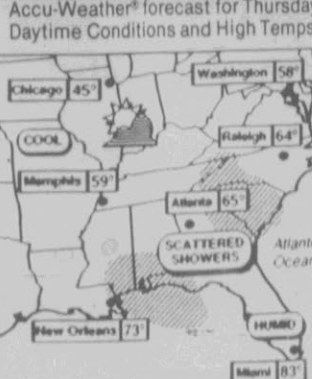 Accu-Weather® forecast for Thursday
Daytime Conditions and High Temps
Washington 58°
Chicago 45°
Raleigh 64°
COOL
Memphis 59°
Atlanta 65°
SCATTERED
SHOWERS
Atlant
Ocean
New Orleans 73°
HUMID
Miami 83°